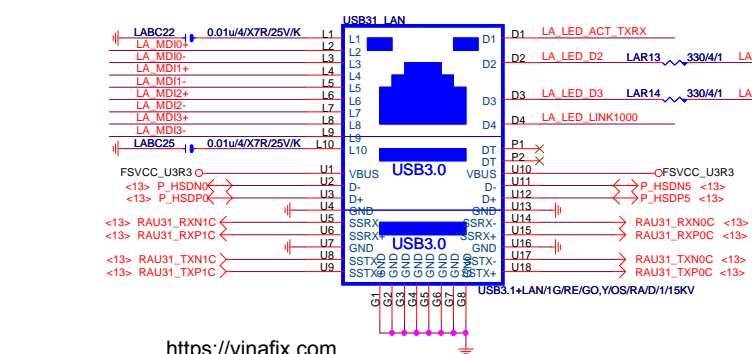 USB31_LAN
LABC22 0.01u/4/X7R/25V/K L1 L1 D1 D1 LA_LED_ACT_TXRX
LA_MDI0+ L2 L2
LA_MDI0- L3 L3 D2 D2 LA_LED_D2 LAR13 330/4/1 LA
LA_MDI1+ L4 L4
LA_MDI1- L5 L5
LA_MDI2+ L6 L6 D3 D3 LA_LED_D3 LAR14 330/4/1 LA
LA_MDI2- L7 L7
LA_MDI3+ L8 L8 D4 D4 LA_LED_LINK1000
LA_MDI3- L9 L9
LABC25 0.01u/4/X7R/25V/K L10 L10 DT P1
DT P2
FSVCC_U3R3 U1 VBUS USB3.0 VBUS U10 FSVCC_U3R3
<13> P_HSDN0 U2 D- D- U11 P_HSDN5 <13>
<13> P_HSDP0 U3 D+ D+ U12 P_HSDP5 <13>
U4 GND GND U13
<13> RAU31_RXN1C U5 SSRX- SSRX- U14 RAU31_RXN0C <13>
<13> RAU31_RXP1C U6 SSRX+ USB3.0 SSRX+ U15 RAU31_RXP0C <13>
U7 GND GND U16
<13> RAU31_TXN1C U8 SSTX- SSTX- U17 RAU31_TXN0C <13>
<13> RAU31_TXP1C U9 SSTX+ SSTX+ U18 RAU31_TXP0C <13>
GND GND GND GND GND GND GND GND
G1 G2 G3 G4 G5 G6 G7 G8
USB3.1+LAN/1G/RE/GO,Y/OS/RA/D/1/15KV
https://vinafix.com